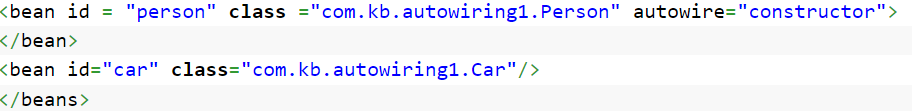 <bean id = "person" class ="com.kb.autowiring1.Person" autowire="constructor">
</bean>
<bean id="car" class="com.kb.autowiring1.Car"/>
</beans>